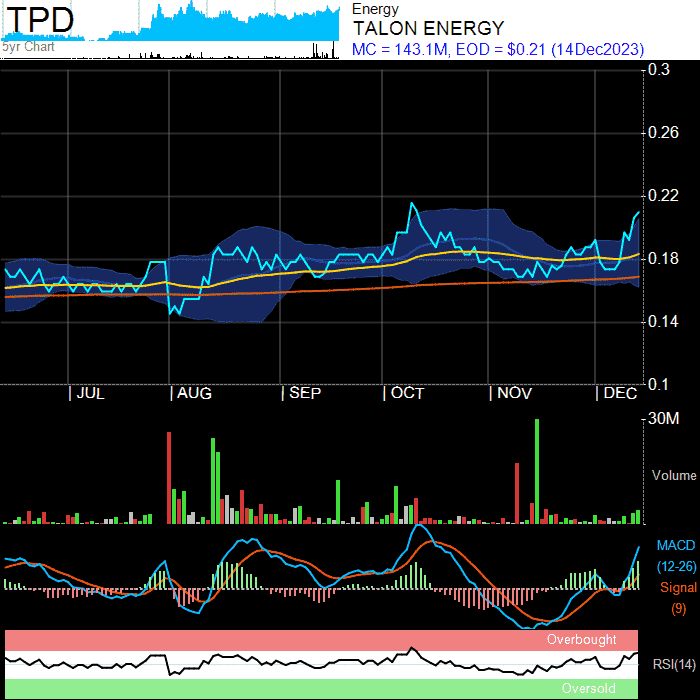 TPD
5yr Chart
Energy
TALON ENERGY
MC = 143.1M, EOD = $0.21 (14Dec2023)
0.3
0.26
0.22
0.18
0.14
0.1
JUL AUG SEP OCT NOV DEC
30M
Volume
MACD
(12-26)
Signal
(9)
Overbought
RSI(14)
Oversold